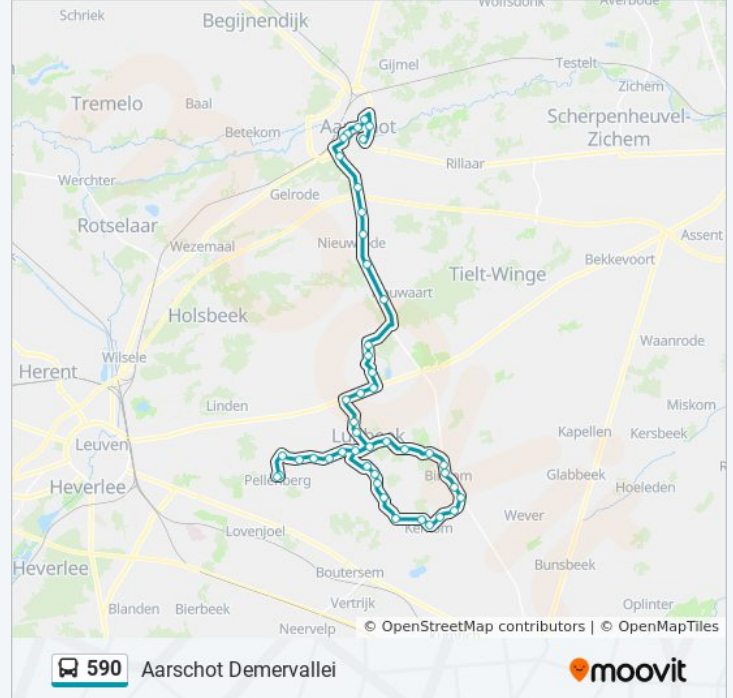 Wolfsdonk
Averbode
Schriek
Begijnendijk
Gijmel
Testelt
Zichem
Tremelo
Baal
Scherpenheuvel-
Zichem
Betekom
Rillaar
Werchter
Gelrode
Rotselaar
Assent
Wezemaal
Bekkevoort
Tielt-Winge
Holsbeek
Waanrode
Wilsele
Herent
Miskom
Linden
Kapellen
Kersbeek
Leuven
Glabbeek
Pellenberg
Heverlee
Hoeleden
Wever
Lovenjoel
Bunsbeek
Heverlee
Boutersem
Vertrijk
Oplinter
Blanden
Bierbeek
Neervelp
© OpenStreetMap contributors | © OpenMapTiles
590
Aarschot Demervallei
moovit